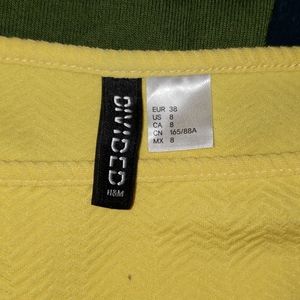 DIVIDED
H&M
EUR 38
US 8
CA 8
CN 165/88A
MX 8